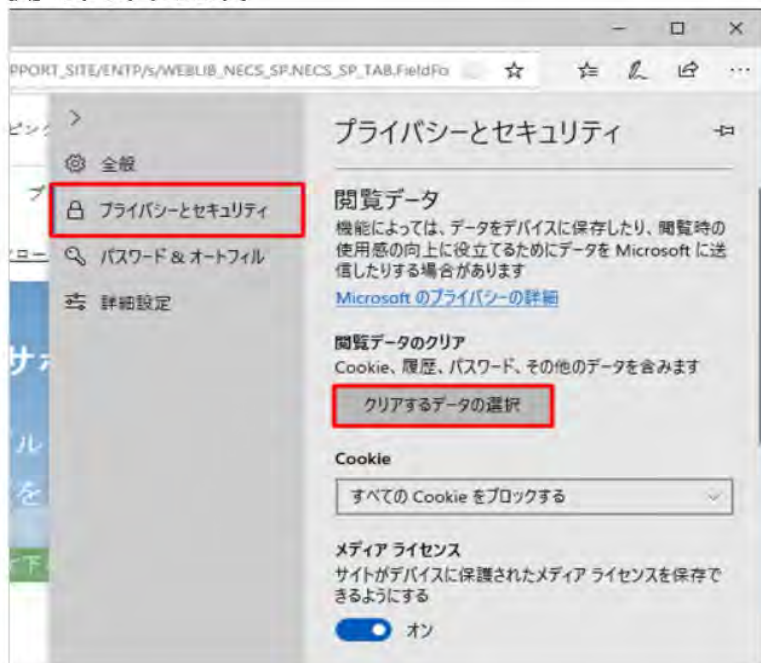 PPORT_SITE/ENTP/s/WEBLIB_NECS_SP.NECS_SP_TAB.FieldFo
全般
プライバシーとセキュリティ
パスワード & オートフィル
詳細設定
プライバシーとセキュリティ
閲覧データ
機能によっては、データをデバイスに保存したり、閲覧時の
使用感の向上に役立てるためにデータを Microsoft に送
信したりする場合があります
Microsoft のプライバシーの詳細
閲覧データのクリア
Cookie、履歴、パスワード、その他のデータを含みます
クリアするデータの選択
Cookie
すべての Cookie をブロックする
メディア ライセンス
サイトがデバイスに保護されたメディア ライセンスを保存で
きるようにする
オン